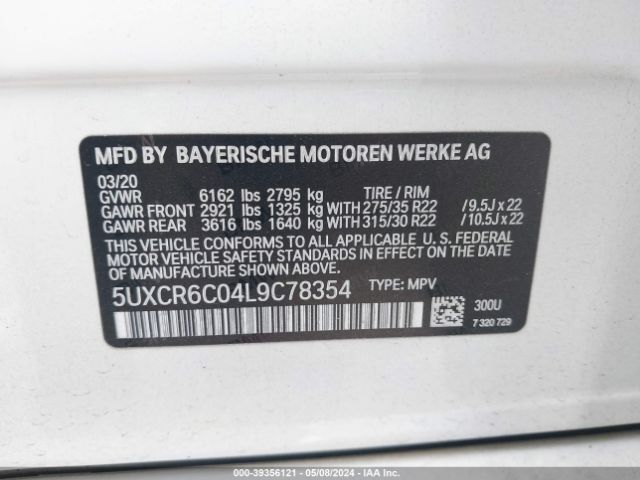 MFD BY BAYERISCHE MOTOREN WERKE AG
03/20
GVWR 6162 lbs 2795 kg TIRE / RIM
GAWR FRONT 2921 lbs 1325 kg WITH 275/35 R22 / 9.5J x 22
GAWR REAR 3616 lbs 1640 kg WITH 315/30 R22 / 10.5J x 22
THIS VEHICLE CONFORMS TO ALL APPLICABLE U. S. FEDERAL
MOTOR VEHICLE SAFETY STANDARDS IN EFFECT ON THE DATE
OF MANUFACTURE SHOWN ABOVE.
5UXCR6C04L9C78354 TYPE: MPV
300U
7 320 729
000-39356121 - 05/08/2024 - IAA Inc.